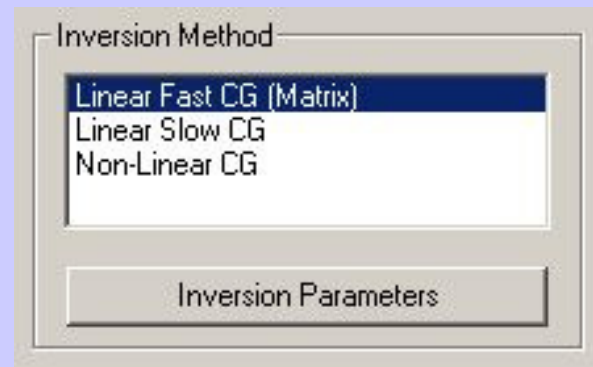 Inversion Method
Linear Fast CG (Matrix)
Linear Slow CG
Non-Linear CG
Inversion Parameters